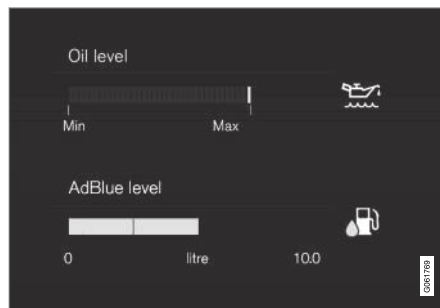 Oil level
Min Max
AdBlue level
0 litre 10.0
G061769